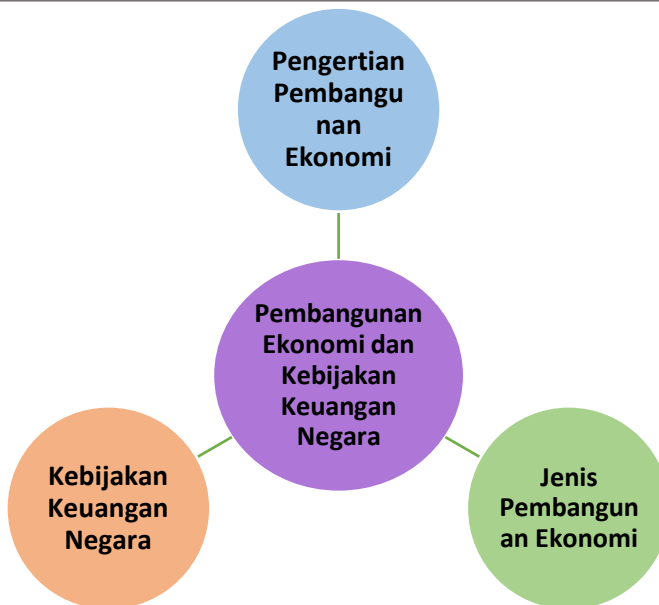 Pengertian
Pembangu
nan
Ekonomi
Pembangunan
Ekonomi dan
Kebijakan
Keuangan
Negara
Kebijakan
Keuangan
Negara
Jenis
Pembangun
an Ekonomi